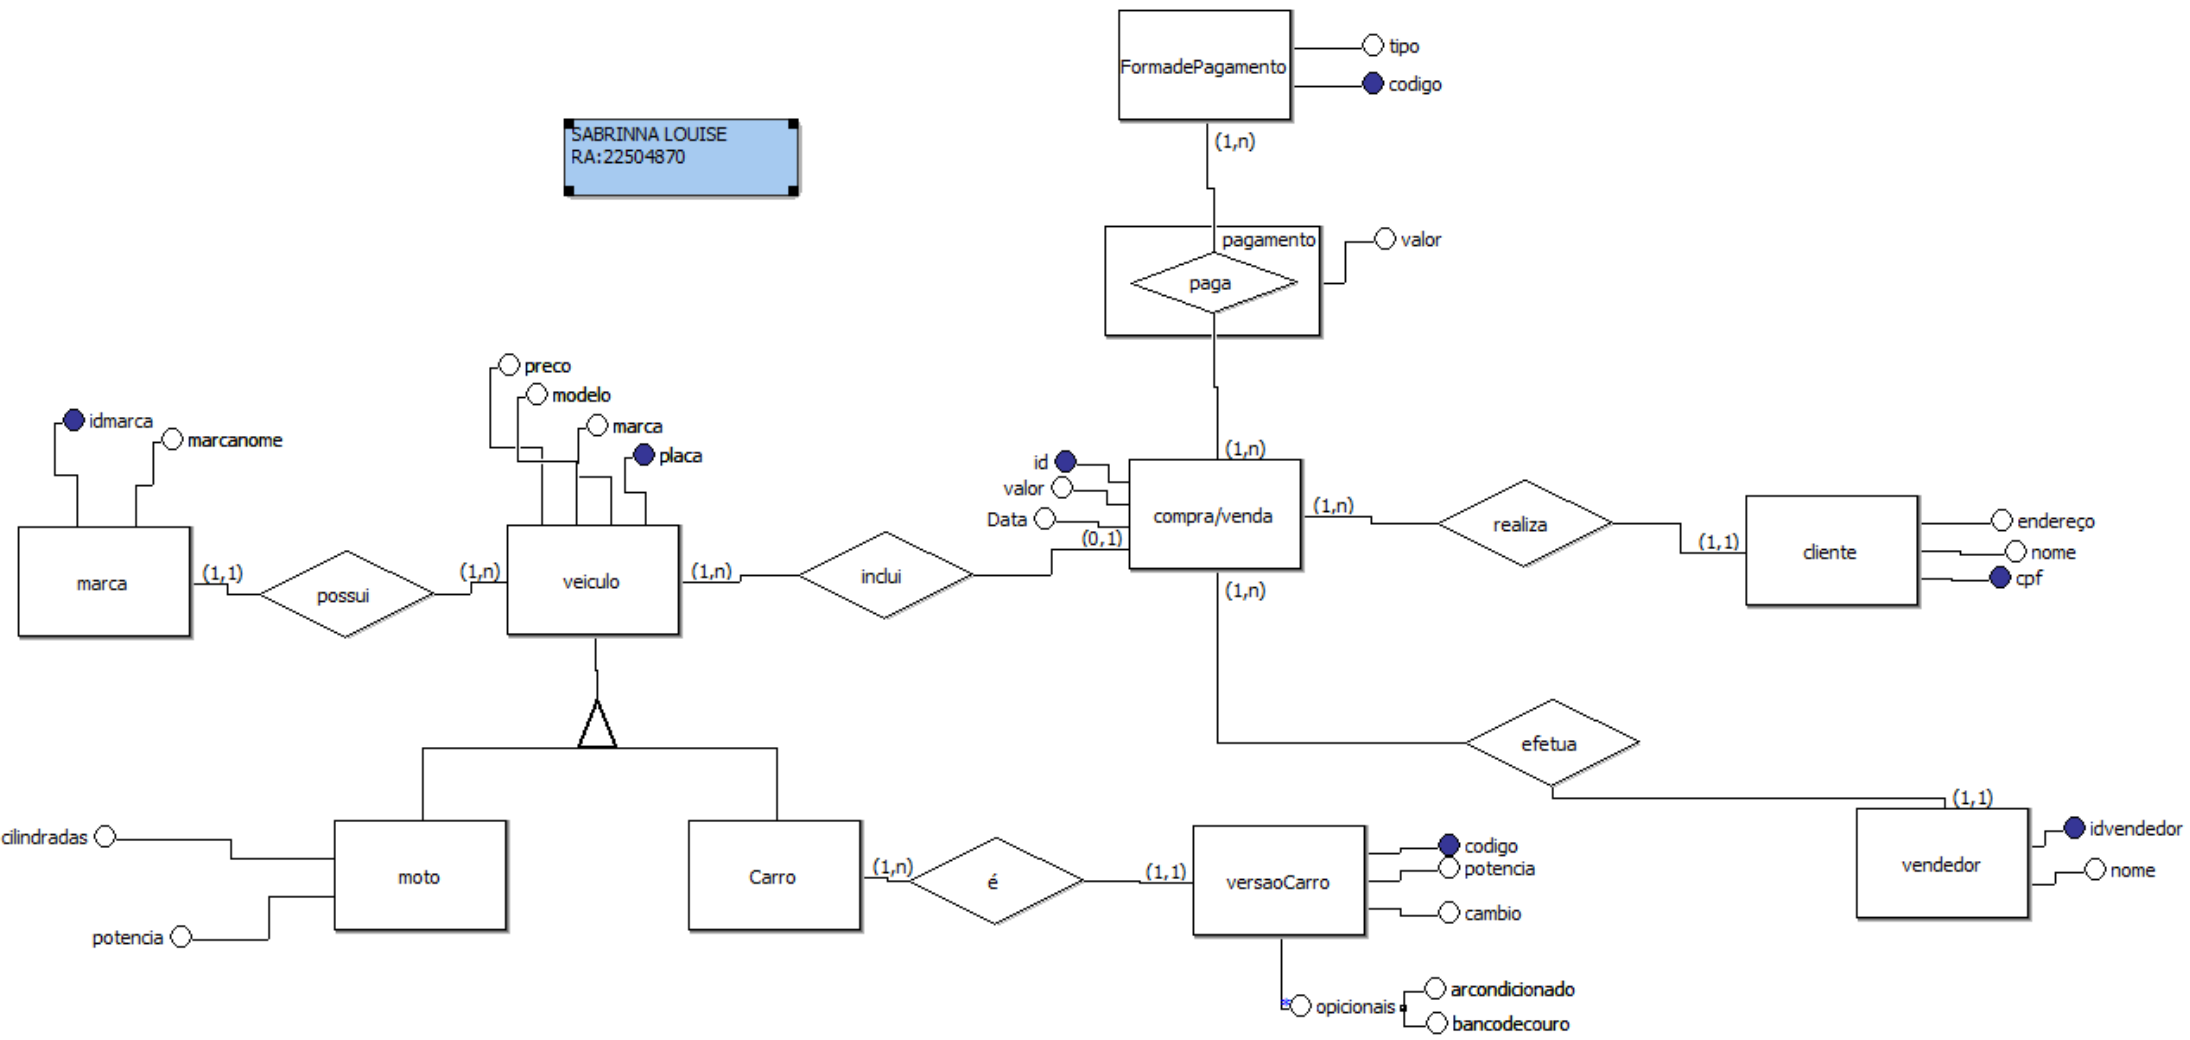 tipo
FormadePagamento
codigo
(1,n)
SABRINNA LOUISE
RA:22504870
pagamento
valor
paga
preco
modelo
idmarca
marca
marcanome
placa
(1,n)
id
valor
Data
compra/venda
(1,n)
realiza
(1,1)
cliente
endereço
nome
cpf
(0,1)
marca
(1,1)
possui
(1,n)
veiculo
(1,n)
inclui
(1,n)
efetua
(1,1)
idvendedor
vendedor
nome
cilindradas
moto
potencia
Carro
(1,n)
é
(1,1)
versaoCarro
codigo
potencia
cambio
opicionais
arcondicionado
bancodecouro